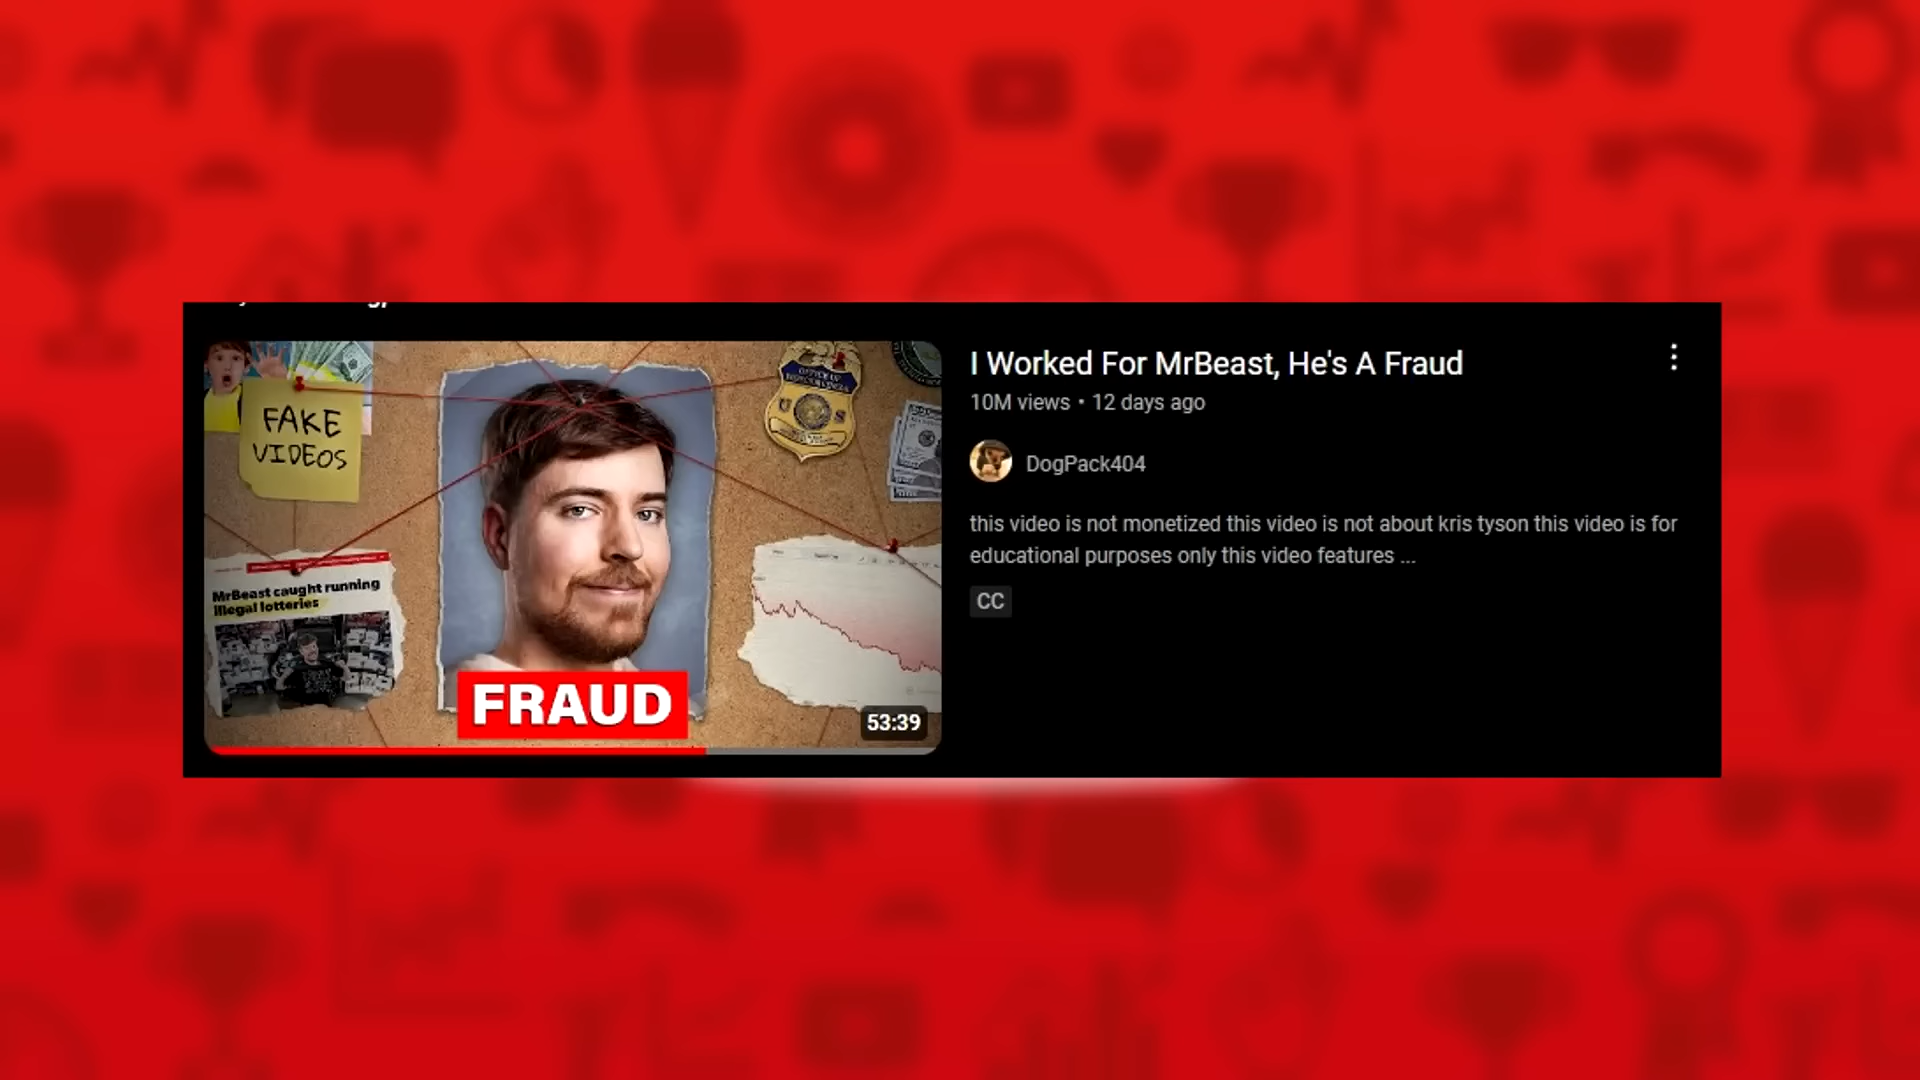 I Worked For MrBeast, He's A Fraud
10M views • 12 days ago
DogPack404
this video is not monetized this video is not about kris tyson this video is for
educational purposes only this video features ...
CC
FAKE
VIDEOS
MrBeast caught running
illegal lotteries
FRAUD
53:39